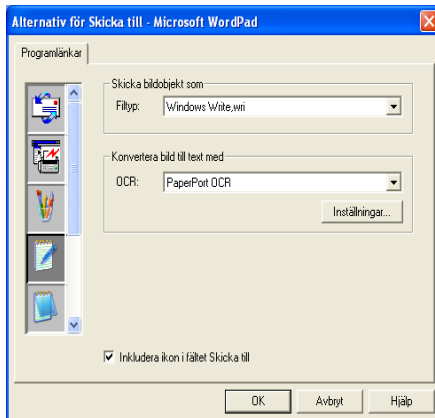 Alternativ för Skicka till - Microsoft WordPad
Programlänkar
Skicka bildobjekt som
Filtyp: Windows Write,wri
Konvertera bild till text med
OCR: PaperPort OCR
Inställningar...
Inkludera ikon i fältet Skicka till
OK Avbryt Hjälp